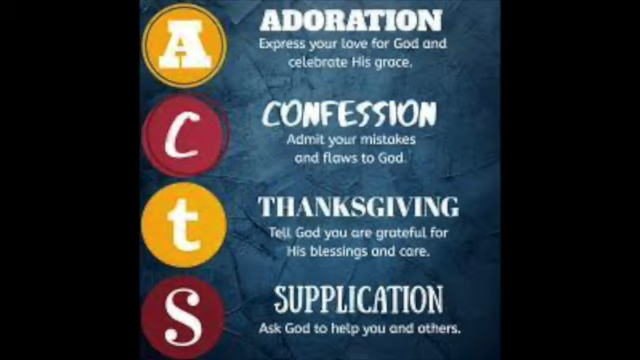 A
ADORATION
Express your love for God and
celebrate His grace.
C
CONFESSION
Admit your mistakes
and flaws to God.
t
THANKSGIVING
Tell God you are grateful for
His blessings and care.
S
SUPPLICATION
Ask God to help you and others.